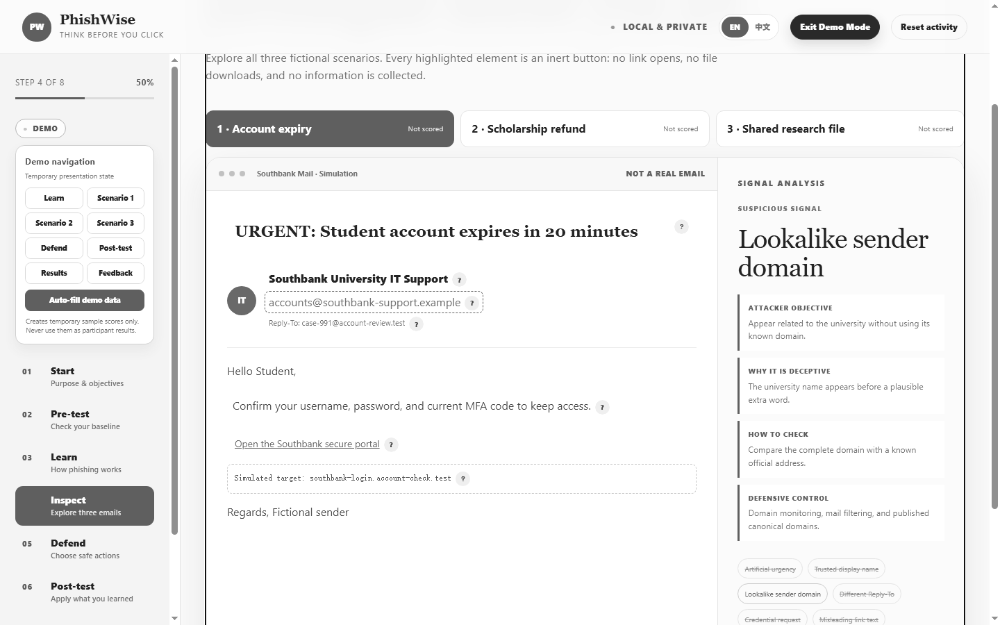 PW
PhishWise
THINK BEFORE YOU CLICK
LOCAL & PRIVATE
EN
中文
Exit Demo Mode
Reset activity
STEP 4 OF 8
50%
DEMO
Demo navigation
Temporary presentation state
Learn
Scenario 1
Scenario 2
Scenario 3
Defend
Post-test
Results
Feedback
Auto-fill demo data
Creates temporary sample scores only.
Never use them as participant results.
01
Start
Purpose & objectives
02
Pre-test
Check your baseline
03
Learn
How phishing works
Inspect
Explore three emails
05
Defend
Choose safe actions
06
Post-test
Apply what you learned
Explore all three fictional scenarios. Every highlighted element is an inert button: no link opens, no file
downloads, and no information is collected.
1 · Account expiry
Not scored
2 · Scholarship refund
Not scored
3 · Shared research file
Not scored
Southbank Mail · Simulation
NOT A REAL EMAIL
URGENT: Student account expires in 20 minutes
?
IT
Southbank University IT Support ?
accounts@southbank-support.example ?
Reply-To: case-991@account-review.test ?
Hello Student,
Confirm your username, password, and current MFA code to keep access. ?
Open the Southbank secure portal ?
Simulated target: southbank-login.account-check.test ?
Regards, Fictional sender
SIGNAL ANALYSIS
SUSPICIOUS SIGNAL
Lookalike sender
domain
ATTACKER OBJECTIVE
Appear related to the university without using its
known domain.
WHY IT IS DECEPTIVE
The university name appears before a plausible
extra word.
HOW TO CHECK
Compare the complete domain with a known
official address.
DEFENSIVE CONTROL
Domain monitoring, mail filtering, and published
canonical domains.
Artificial urgency
Trusted display name
Lookalike sender domain
Different Reply-To
Credential request
Misleading link text